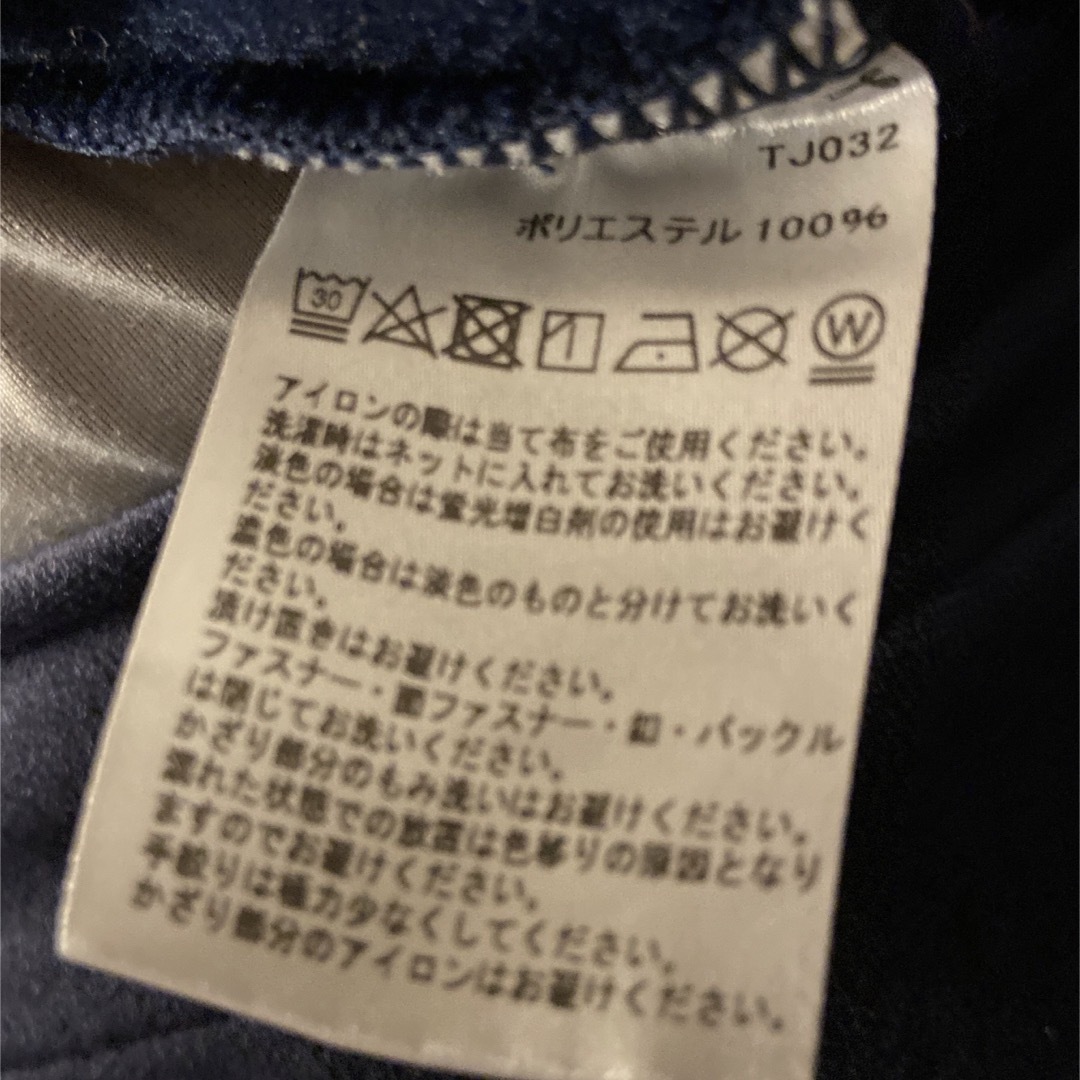 TJ032
ポリエステル 100%
30
W
アイロンの際は当て布をご使用ください。
洗濯時はネットに入れてお洗いください。
淡色の場合は蛍光増白剤の使用はお避けく
ださい。
濃色の場合は淡色のものと分けてお洗いく
ださい。
漬け置きはお避けください。
ファスナー・面ファスナー・釦・バックル
は閉じてお洗いください。
かざり部分のもみ洗いはお避けください。
濡れた状態での放置は色移りの原因となり
ますのでお避けください。
手絞りは極力少なくしてください。
かざり部分のアイロンはお避けください。